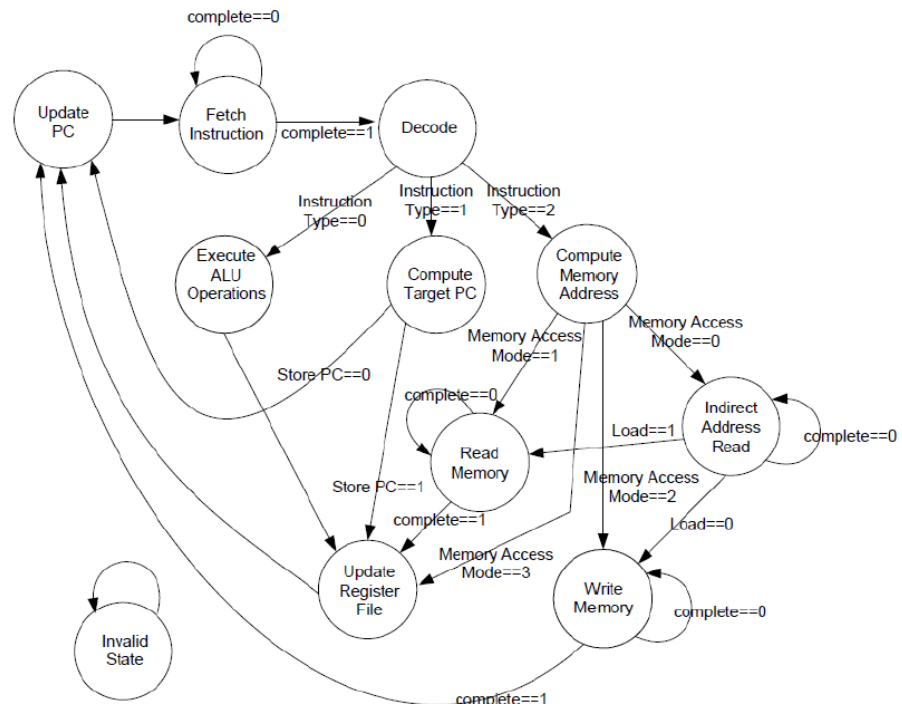 complete==0
Update
PC
Fetch
Instruction
complete==1
Decode
Instruction
Type==0
Instruction
Type==1
Instruction
Type==2
Execute
ALU
Operations
Compute
Target PC
Compute
Memory
Address
Memory Access
Mode==1
Memory Access
Mode==0
Store PC==0
complete==0
Read
Memory
Load==1
Indirect
Address
Read
complete==0
Store PC==1
Memory Access
Mode==2
complete==1
Load==0
Memory Access
Mode==3
Update
Register
File
Write
Memory
complete==0
Invalid
State
complete==1